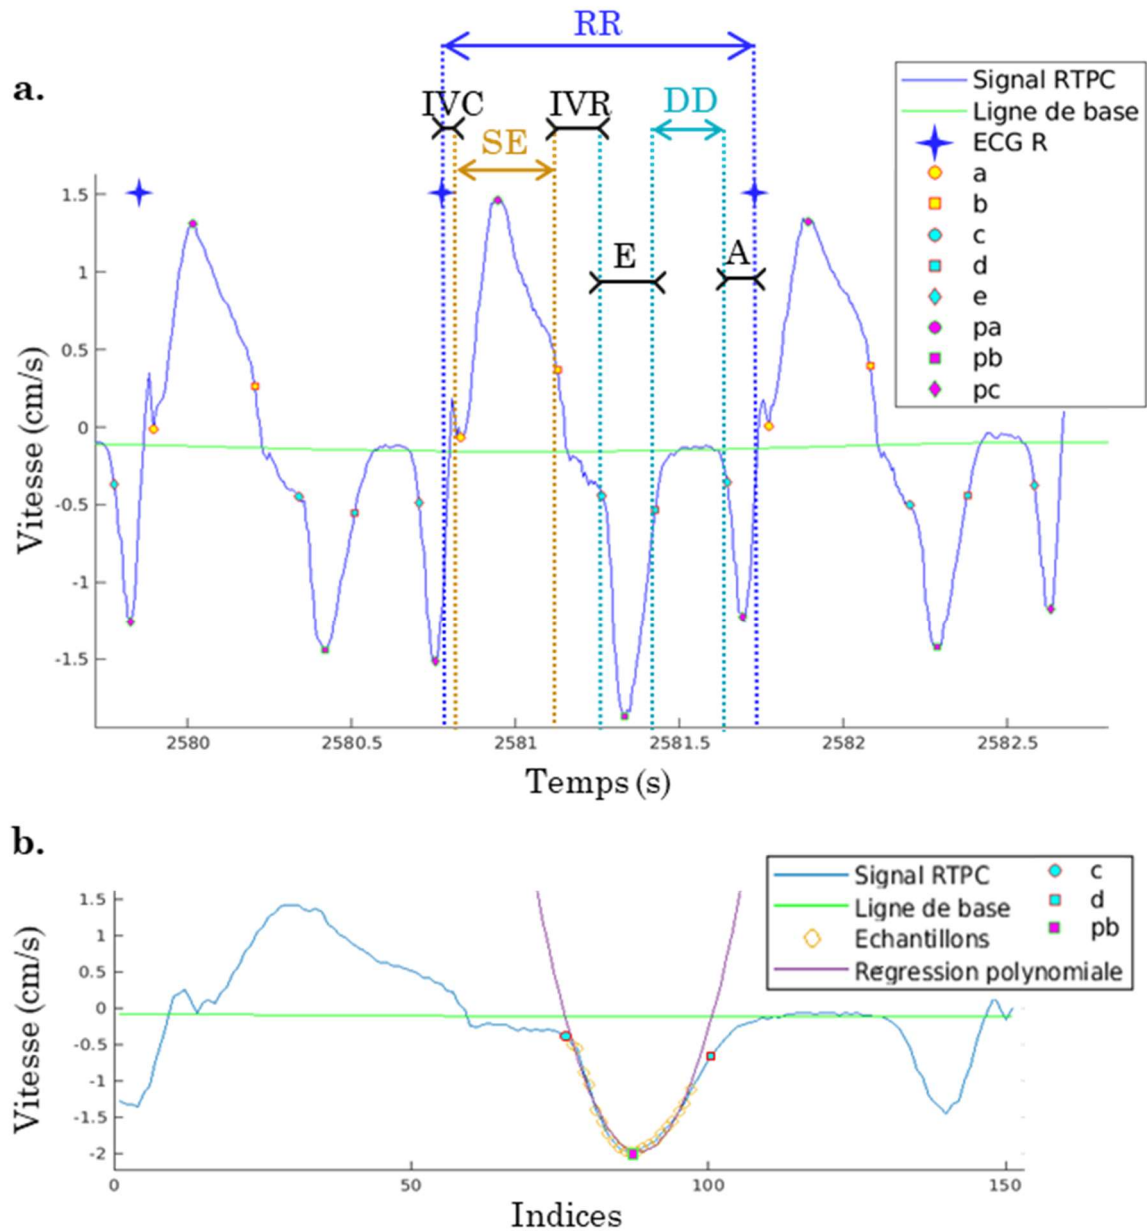 a.
RR
IVC
IVR
DD
SE
E
A
Signal RTPC
Ligne de base
ECG R
a
b
c
d
e
pa
pb
pc
1.5
1
0.5
0
-0.5
-1
-1.5
Vitesse (cm/s)
2580
2580.5
2581
2581.5
2582
2582.5
Temps (s)
b.
Signal RTPC
Ligne de base
Echantillons
Regression polynomiale
c
d
pb
1.5
1
0.5
0
-0.5
-1
-1.5
-2
Vitesse (cm/s)
0
50
100
150
Indices